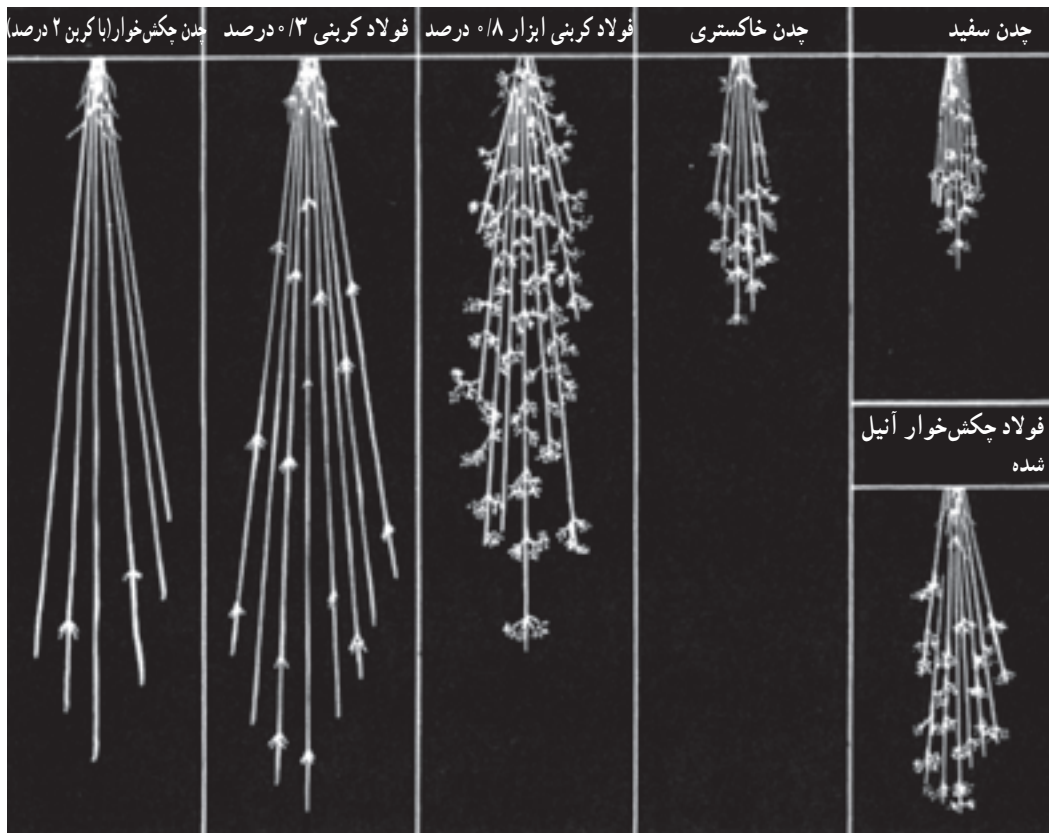 چدن سفید
چدن خاکستری
فولاد کربنی ابزار ۰/۸ درصد
فولاد کربنی ۰/۳ درصد
چدن چکش‌خوار(با کربن ۲ درصد)
فولاد چکش‌خوار آنیل
شده